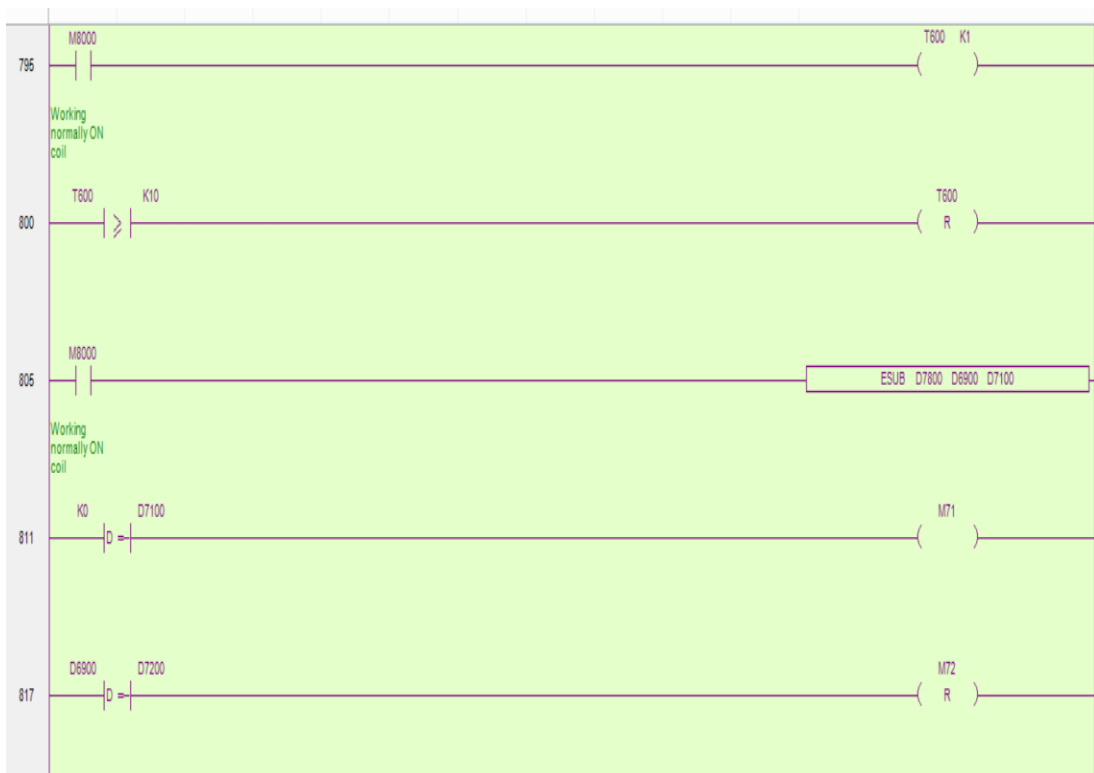 M8000 T600 K1
795
Working
normally ON
coil
T600 K10 T600
800 ≥ R
M8000
805 ESUB D7800 D6900 D7100
Working
normally ON
coil
K0 D7100 M71
811 D =
D6900 D7200 M72
817 D = R